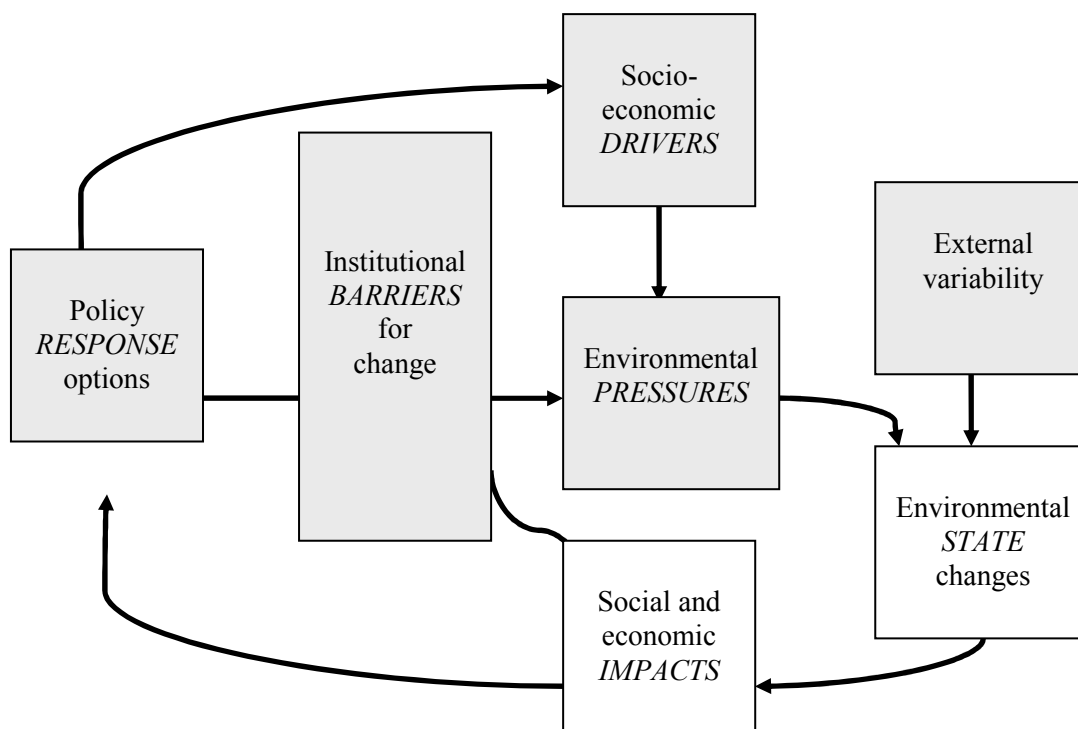 Socio-
economic
DRIVERS
External
variability
Institutional
BARRIERS
for
change
Policy
RESPONSE
options
Environmental
PRESSURES
Environmental
STATE
changes
Social and
economic
IMPACTS